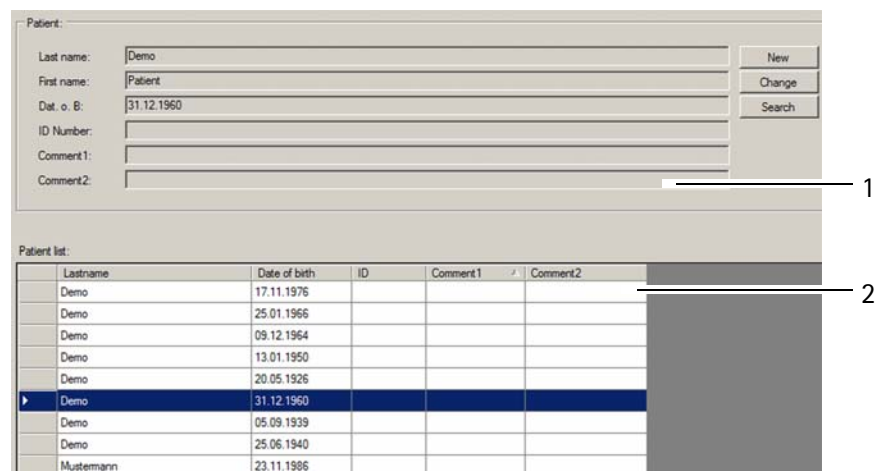 Patient:
Last name: Demo New
First name: Patient Change
Dat. o. B: 31.12.1960 Search
ID Number:
Comment1:
Comment2:
1
Patient list:
Lastname Date of birth ID Comment1 Comment2
Demo 17.11.1976
2
Demo 25.01.1966
Demo 09.12.1964
Demo 13.01.1950
Demo 20.05.1926
Demo 31.12.1960
Demo 05.09.1939
Demo 25.06.1940
Mustermann 23.11.1986